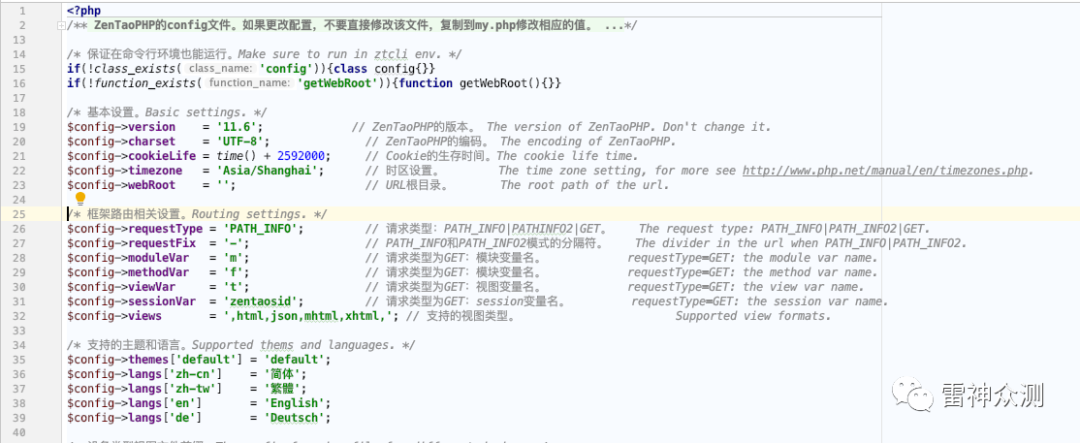 1 <?php
2 /** ZenTaoPHP的config文件。如果更改配置，不要直接修改该文件，复制到my.php修改相应的值。 ...*/
13
14 /* 保证在命令行环境也能运行。Make sure to run in ztcli env. */
15 if(!class_exists( class_name: 'config')){class config{}}
16 if(!function_exists( function_name: 'getWebRoot')){function getWebRoot(){}}
17
18 /* 基本设置。Basic settings. */
19 $config->version = '11.6'; // ZenTaoPHP的版本。 The version of ZenTaoPHP. Don't change it.
20 $config->charset = 'UTF-8'; // ZenTaoPHP的编码。 The encoding of ZenTaoPHP.
21 $config->cookieLife = time() + 2592000; // Cookie的生存时间。The cookie life time.
22 $config->timezone = 'Asia/Shanghai'; // 时区设置。 The time zone setting, for more see http://www.php.net/manual/en/timezones.php.
23 $config->webRoot = ''; // URL根目录。 The root path of the url.
24
25 /* 框架路由相关设置。Routing settings. */
26 $config->requestType = 'PATH_INFO'; // 请求类型：PATH_INFO|PATHINFO2|GET。 The request type: PATH_INFO|PATH_INFO2|GET.
27 $config->requestFix = '-'; // PATH_INFO和PATH_INFO2模式的分隔符。 The divider in the url when PATH_INFO|PATH_INFO2.
28 $config->moduleVar = 'm'; // 请求类型为GET：模块变量名。 requestType=GET: the module var name.
29 $config->methodVar = 'f'; // 请求类型为GET：模块变量名。 requestType=GET: the method var name.
30 $config->viewVar = 't'; // 请求类型为GET：视图变量名。 requestType=GET: the view var name.
31 $config->sessionVar = 'zentaosid'; // 请求类型为GET：session变量名。 requestType=GET: the session var name.
32 $config->views = ',html,json,mhtml,xhtml,'; // 支持的视图类型。 Supported view formats.
33
34 /* 支持的主题和语言。Supported thems and languages. */
35 $config->themes['default'] = 'default';
36 $config->langs['zh-cn'] = '简体';
37 $config->langs['zh-tw'] = '繁體';
38 $config->langs['en'] = 'English';
39 $config->langs['de'] = 'Deutsch';
40
雷神众测